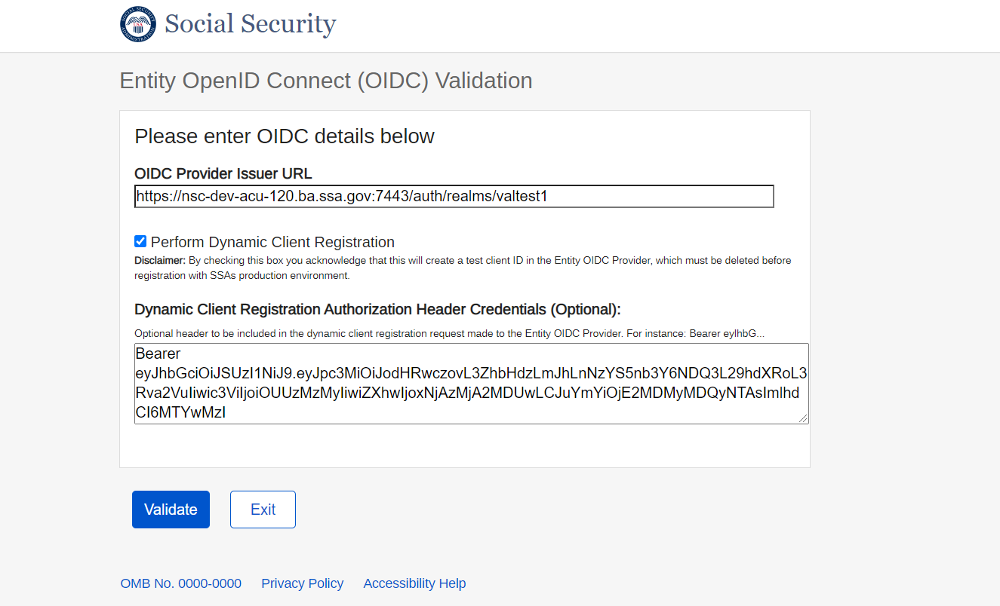 Social Security
Entity OpenID Connect (OIDC) Validation
Please enter OIDC details below
OIDC Provider Issuer URL
https://nsc-dev-acu-120.ba.ssa.gov:7443/auth/realms/valtest1
Perform Dynamic Client Registration
Disclaimer: By checking this box you acknowledge that this will create a test client ID in the Entity OIDC Provider, which must be deleted before
registration with SSAs production environment.
Dynamic Client Registration Authorization Header Credentials (Optional):
Optional header to be included in the dynamic client registration request made to the Entity OIDC Provider. For instance: Bearer eylhbG...
Bearer
eyJhbGciOiJSUzI1NiJ9.eyJpc3MiOiJodHRwczovL3ZhbHdzLmJhLnNzYS5nb3Y6NDQ3L29hdXRoL3
Rva2VuIiwic3ViIjoiOUUzMzMyIiwiZXhwIjoxNjAzMjA2MDUwLCJuYmYiOjE2MDMyMDQyNTAsImlhd
CI6MTYwMzI
Validate
Exit
OMB No. 0000-0000 Privacy Policy Accessibility Help